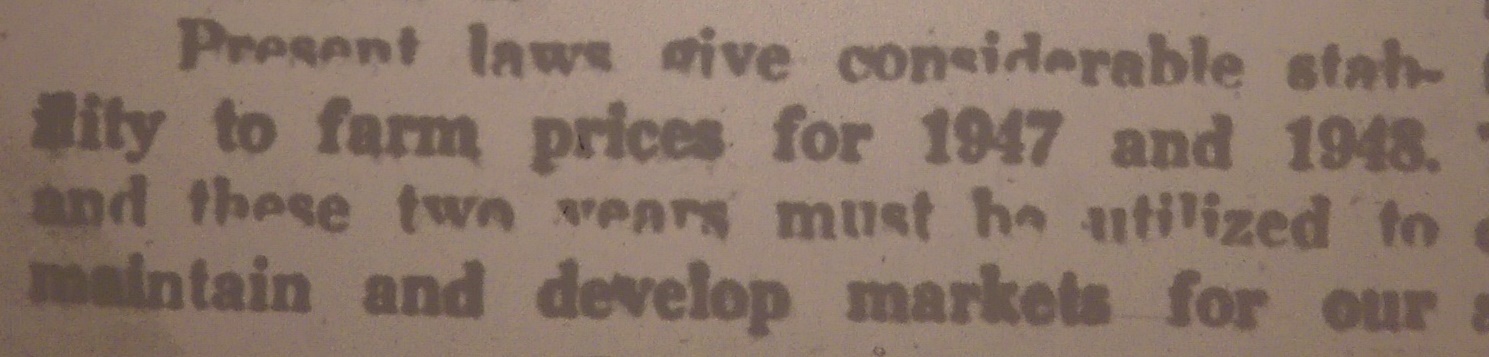 Present laws give considerable stab-
ility to farm prices for 1947 and 1948.
and these two years must be utilized to
maintain and develop markets for our